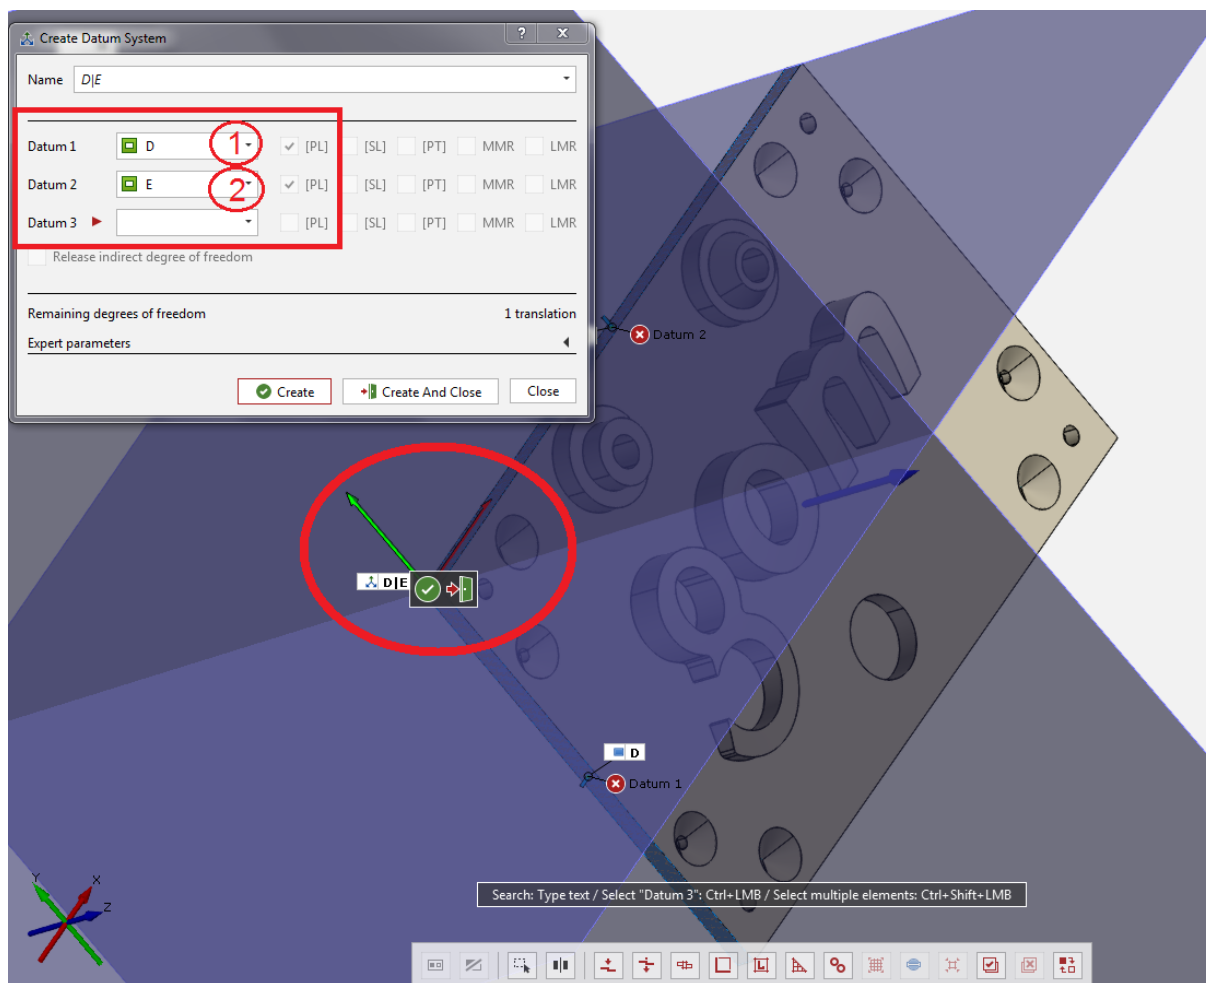 Create Datum System
Name D|E
Datum 1 D 1 [PL] [SL] [PT] MMR LMR
Datum 2 E 2 [PL] [SL] [PT] MMR LMR
Datum 3 [PL] [SL] [PT] MMR LMR
Release indirect degree of freedom
Remaining degrees of freedom 1 translation
Expert parameters
Create Create And Close Close
Datum 2
D|E
D
Datum 1
Y X
Z
Search: Type text / Select "Datum 3": Ctrl+LMB / Select multiple elements: Ctrl+Shift+LMB
gom